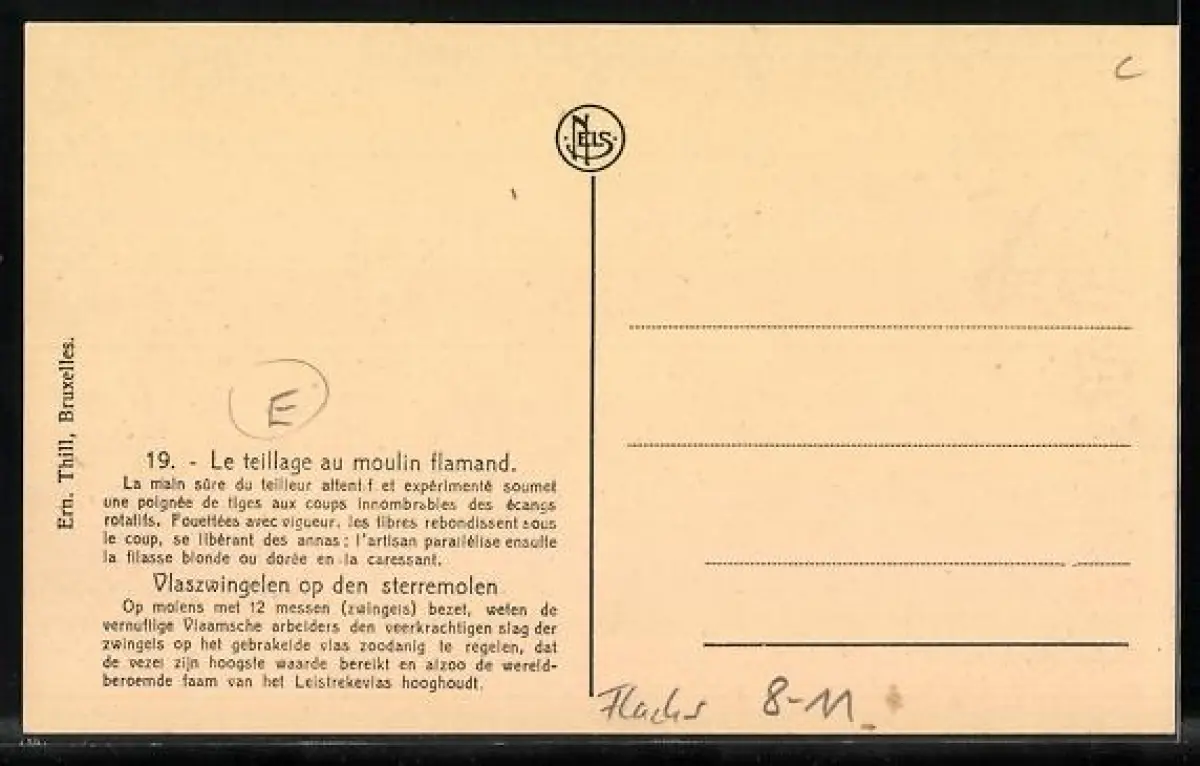 C
NELS
Ern. Thill, Bruxelles.
E
19. - Le teillage au moulin flamand.
La main sûre du teilleur attent.f et expérimenté soumet
une poignée de tiges aux coups innombrables des écangs
rotatifs. Fouettées avec vigueur, les fibres rebondissent sous
le coup, se libérant des annas; l'artisan parallélise ensuite
la filasse blonde ou dorée en la caressant.
Vlaszwingelen op den sterremolen
Op molens met 12 messen (zwingels) bezet, weten de
vernuftige Vlaamsche arbeiders den veerkrachtigen slag der
zwingels op het gebrakelde vlas zoodanig te regelen, dat
de vezel zijn hoogste waarde bereikt en alzoo de wereld-
beroemde faam van het Leistrekevlas hooghoudt.
Flachs 8-11